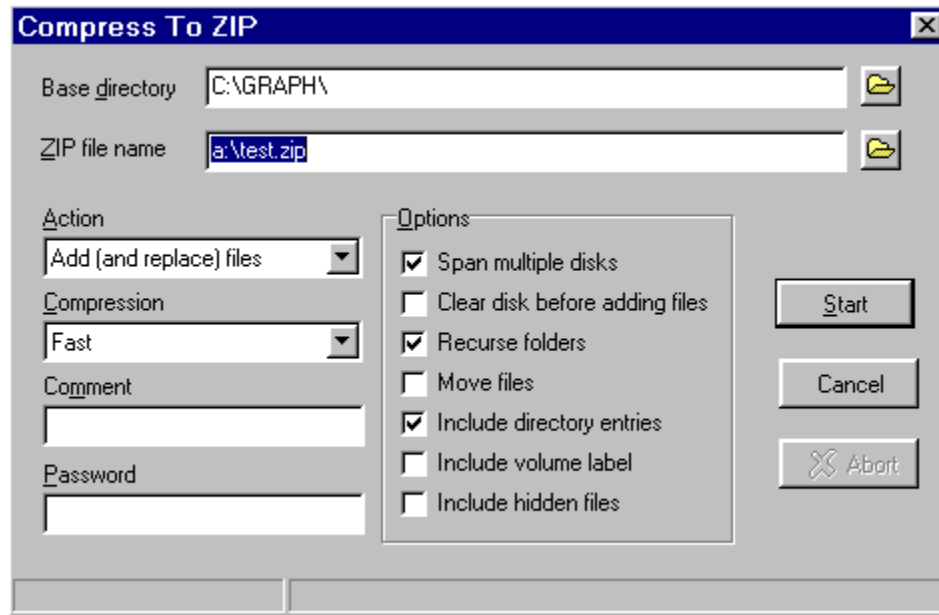 Compress To ZIP
Base directory
C:\GRAPH\
ZIP file name
a:\test.zip
Action
Add (and replace) files
Compression
Fast
Comment
Password
Options
Span multiple disks
Clear disk before adding files
Recurse folders
Move files
Include directory entries
Include volume label
Include hidden files
Start
Cancel
Abort